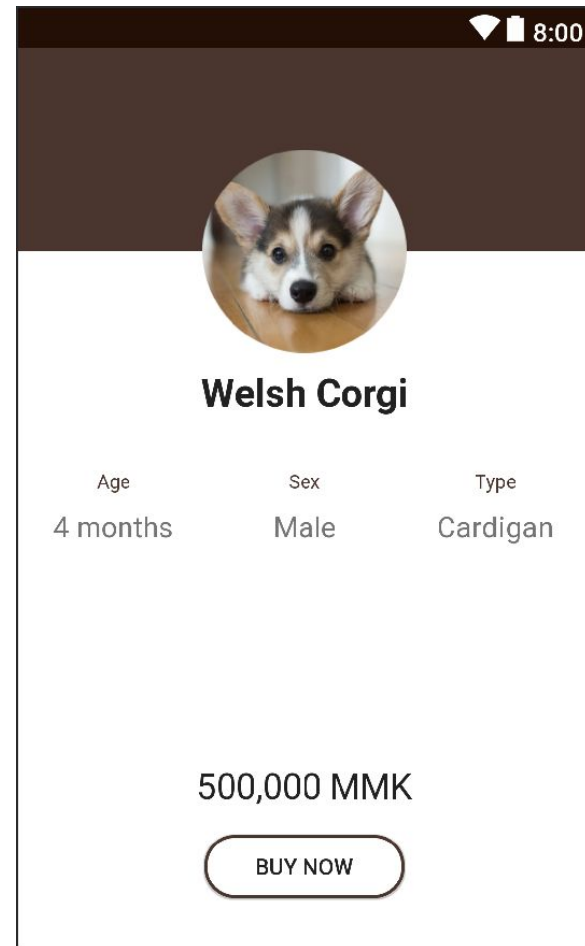 8:00
Welsh Corgi
Age Sex Type
4 months Male Cardigan
500,000 MMK
BUY NOW